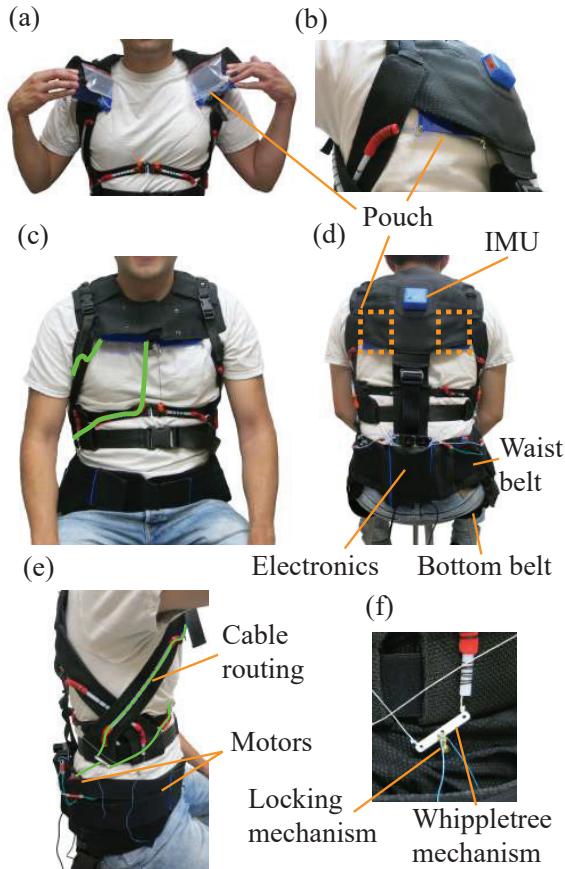 (a)
(b)
Pouch
(c)
(d)
IMU
Waist
belt
Electronics
Bottom belt
(e)
(f)
Cable
routing
Motors
Locking
mechanism
Whippletree
mechanism